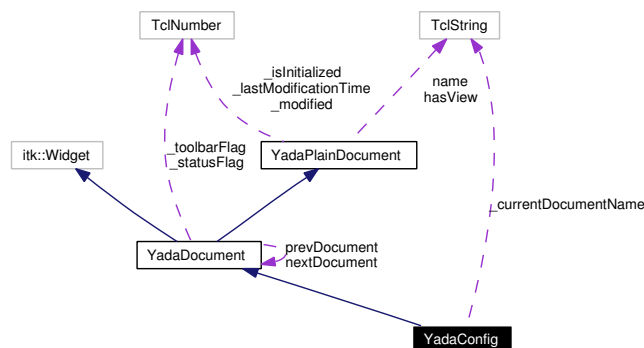 TclNumber
TclString
_isInitialized
_lastModificationTime
_modified
name
hasView
_toolbarFlag
_statusFlag
itk::Widget
YadaPlainDocument
_currentDocumentName
YadaDocument
prevDocument
nextDocument
YadaConfig